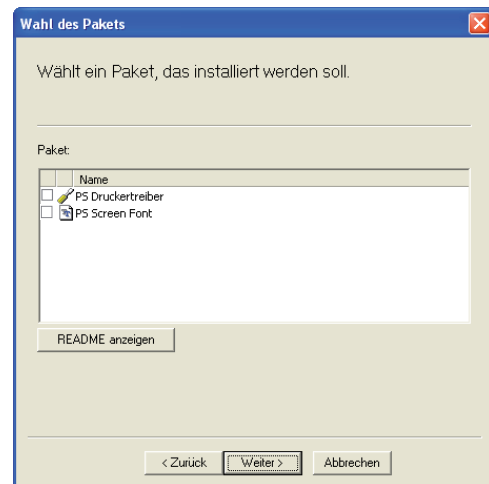 Wahl des Pakets
Wählt ein Paket, das installiert werden soll.
Paket:
Name
PS Druckertreiber
PS Screen Font
README anzeigen
< Zurück Weiter > Abbrechen